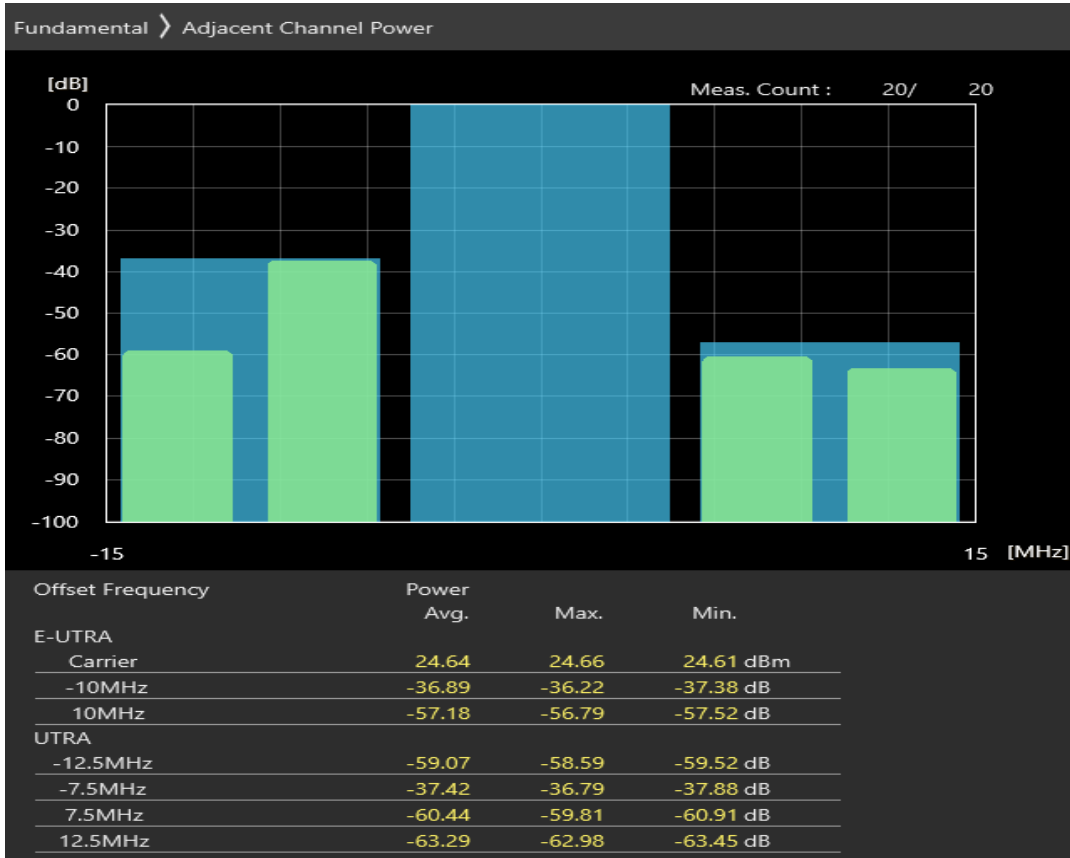 Fundamental 〉 Adjacent Channel Power
[dB]
Meas. Count : 20/ 20
0
-10
-20
-30
-40
-50
-60
-70
-80
-90
-100
-15 15 [MHz]
Offset Frequency Power
Avg. Max. Min.
E-UTRA
Carrier 24.64 24.66 24.61 dBm
-10MHz -36.89 -36.22 -37.38 dB
10MHz -57.18 -56.79 -57.52 dB
UTRA
-12.5MHz -59.07 -58.59 -59.52 dB
-7.5MHz -37.42 -36.79 -37.88 dB
7.5MHz -60.44 -59.81 -60.91 dB
12.5MHz -63.29 -62.98 -63.45 dB